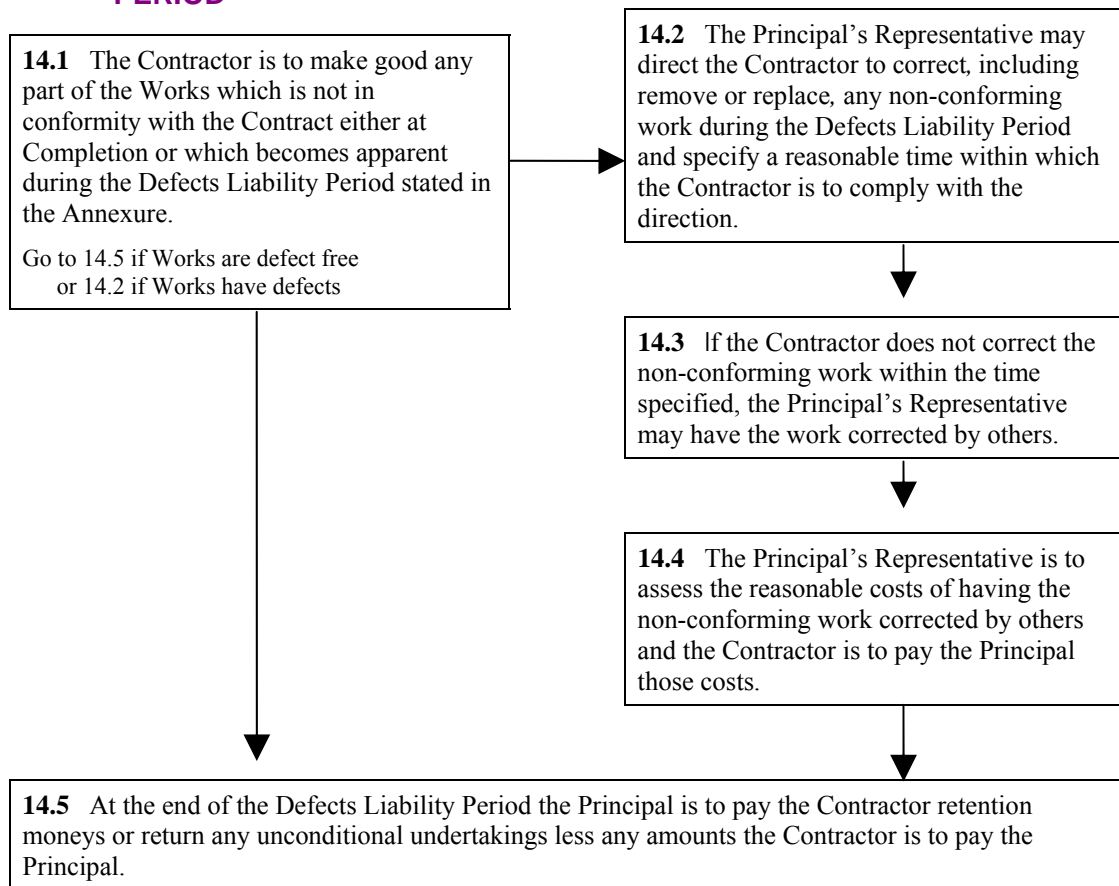 PERIOD
14.1 The Contractor is to make good any
part of the Works which is not in
conformity with the Contract either at
Completion or which becomes apparent
during the Defects Liability Period stated in
the Annexure.
Go to 14.5 if Works are defect free
or 14.2 if Works have defects
14.2 The Principal’s Representative may
direct the Contractor to correct, including
remove or replace, any non-conforming
work during the Defects Liability Period
and specify a reasonable time within which
the Contractor is to comply with the
direction.
14.3 If the Contractor does not correct the
non-conforming work within the time
specified, the Principal’s Representative
may have the work corrected by others.
14.4 The Principal’s Representative is to
assess the reasonable costs of having the
non-conforming work corrected by others
and the Contractor is to pay the Principal
those costs.
14.5 At the end of the Defects Liability Period the Principal is to pay the Contractor retention
moneys or return any unconditional undertakings less any amounts the Contractor is to pay the
Principal.